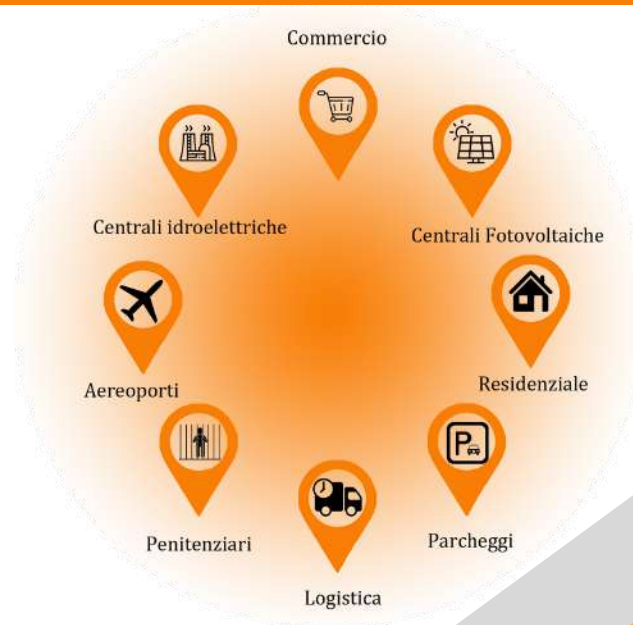 Commercio
Centrali idroelettriche
Centrali Fotovoltaiche
Aereoporti
Residenziale
P
Penitenziari
Parcheggi
Logistica